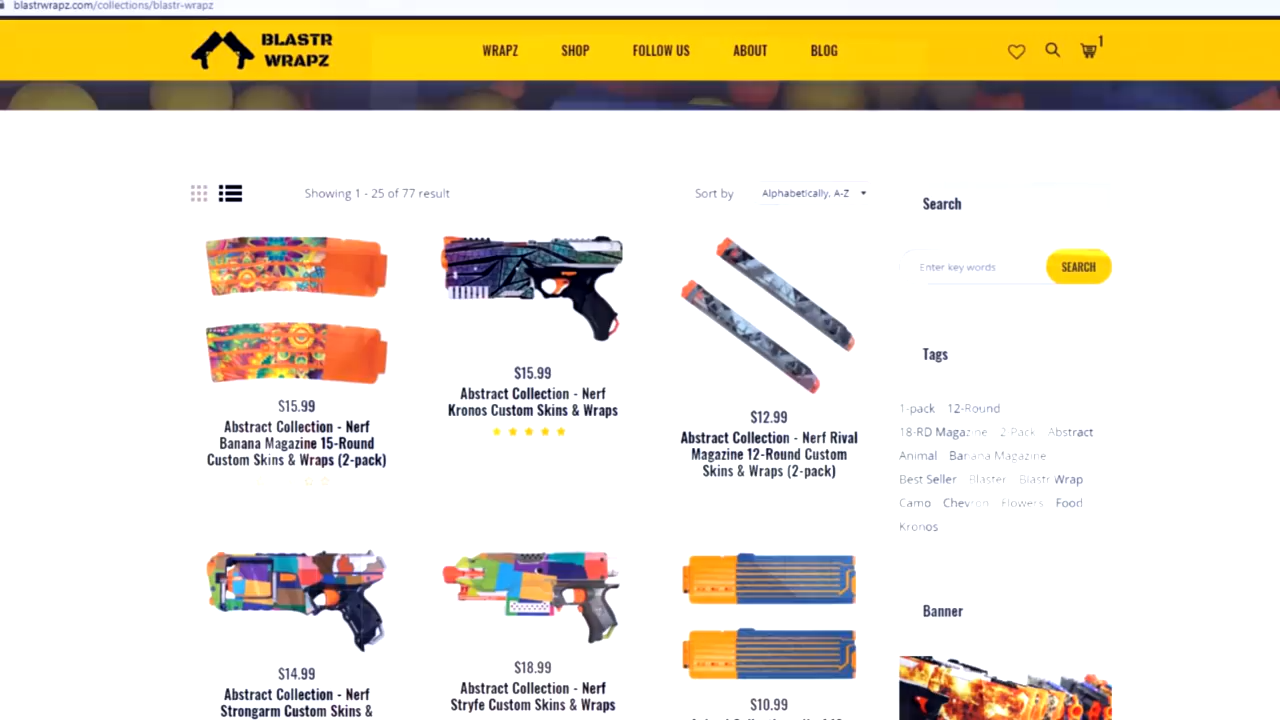 blastrwrapz.com/collections/blastr-wrapz
BLASTR
WRAPZ
WRAPZ SHOP FOLLOW US ABOUT BLOG
1
Showing 1 - 25 of 77 result
Sort by Alphabetically, A-Z
Search
Enter key words SEARCH
$15.99
Abstract Collection - Nerf
Banana Magazine 15-Round
Custom Skins & Wraps (2-pack)
$15.99
Abstract Collection - Nerf
Kronos Custom Skins & Wraps
$12.99
Abstract Collection - Nerf Rival
Magazine 12-Round Custom
Skins & Wraps (2-pack)
Tags
1-pack 12-Round
18-RD Magazine 2-Pack Abstract
Animal Banana Magazine
Best Seller Blaster Blastr Wrap
Camo Chevron Flowers Food
Kronos
$14.99
Abstract Collection - Nerf
Strongarm Custom Skins &
$18.99
Abstract Collection - Nerf
Stryfe Custom Skins & Wraps
$10.99
Banner